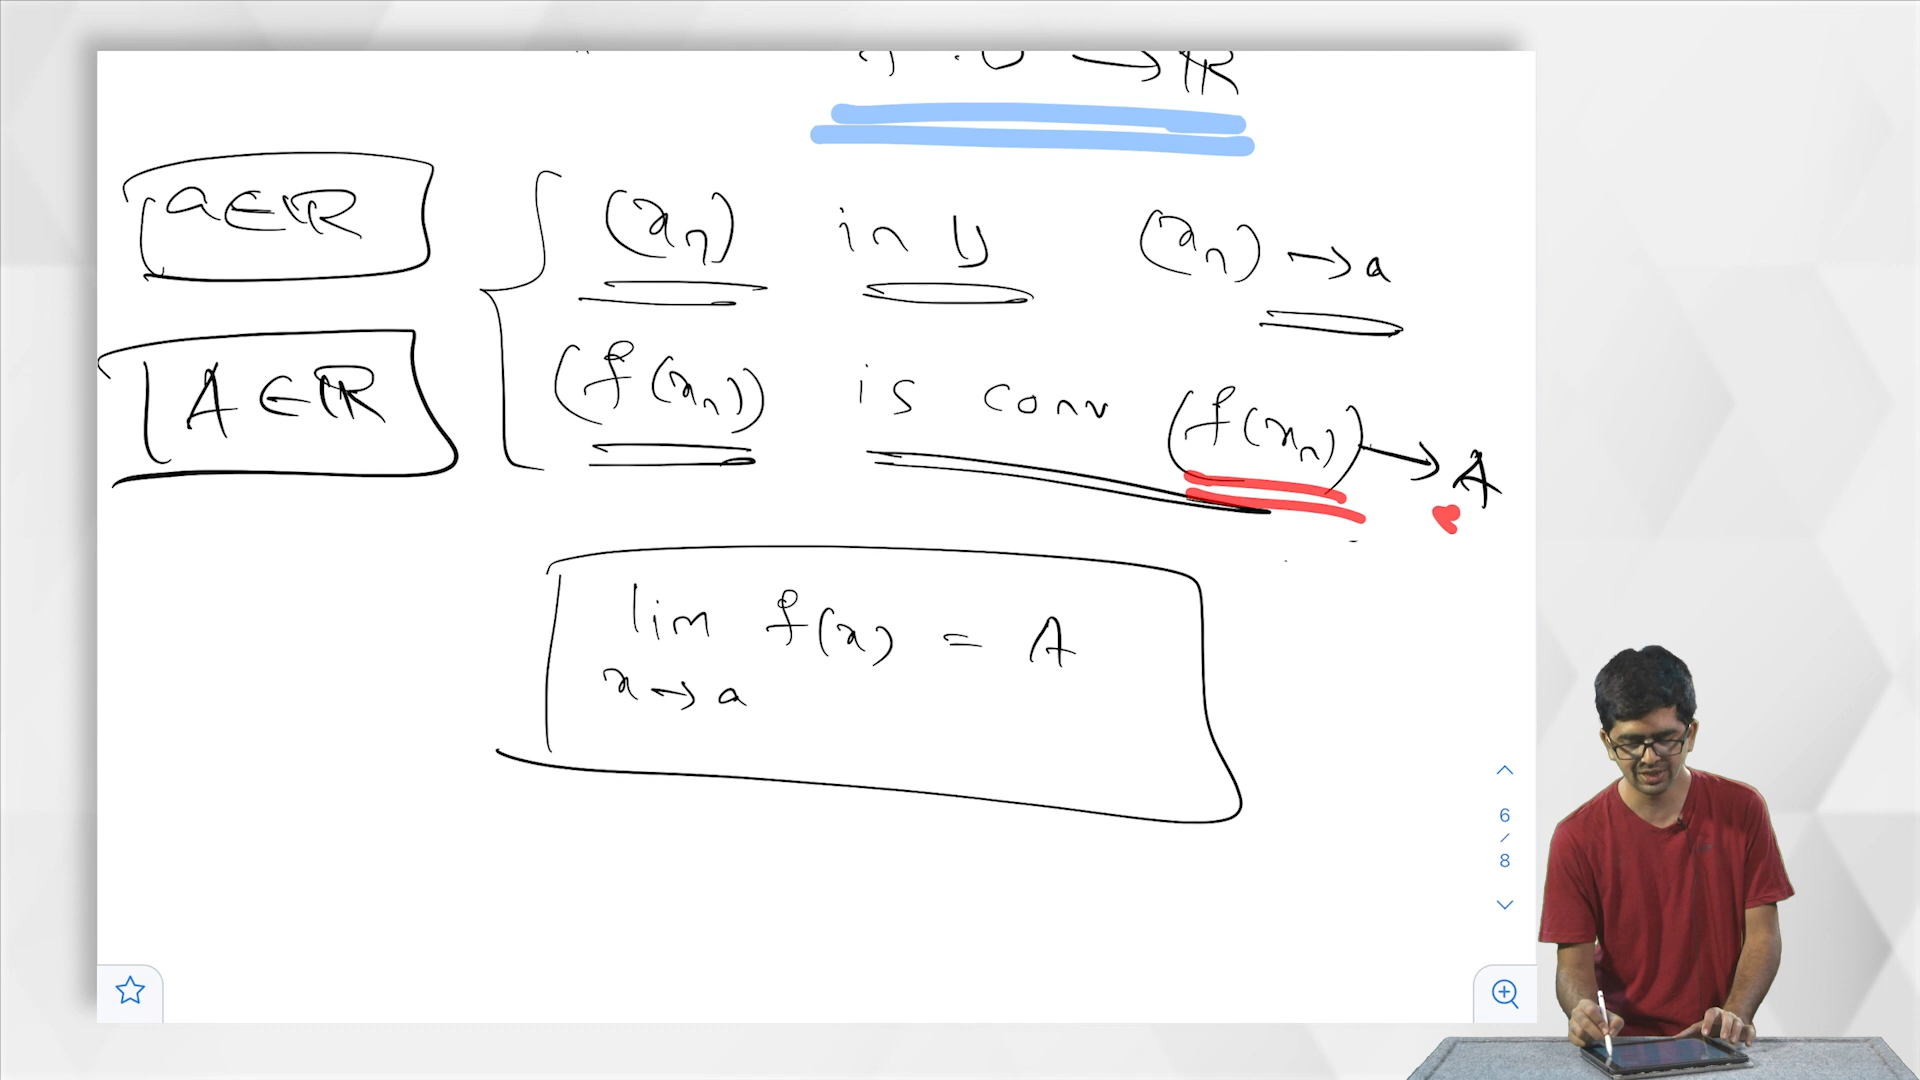 f : D → ℝ
a ∈ ℝ
(xₙ) in D (xₙ) → a
A ∈ ℝ
(f(xₙ)) is conv (f(xₙ)) → A
lim f(x) = A
x → a
6
/
8